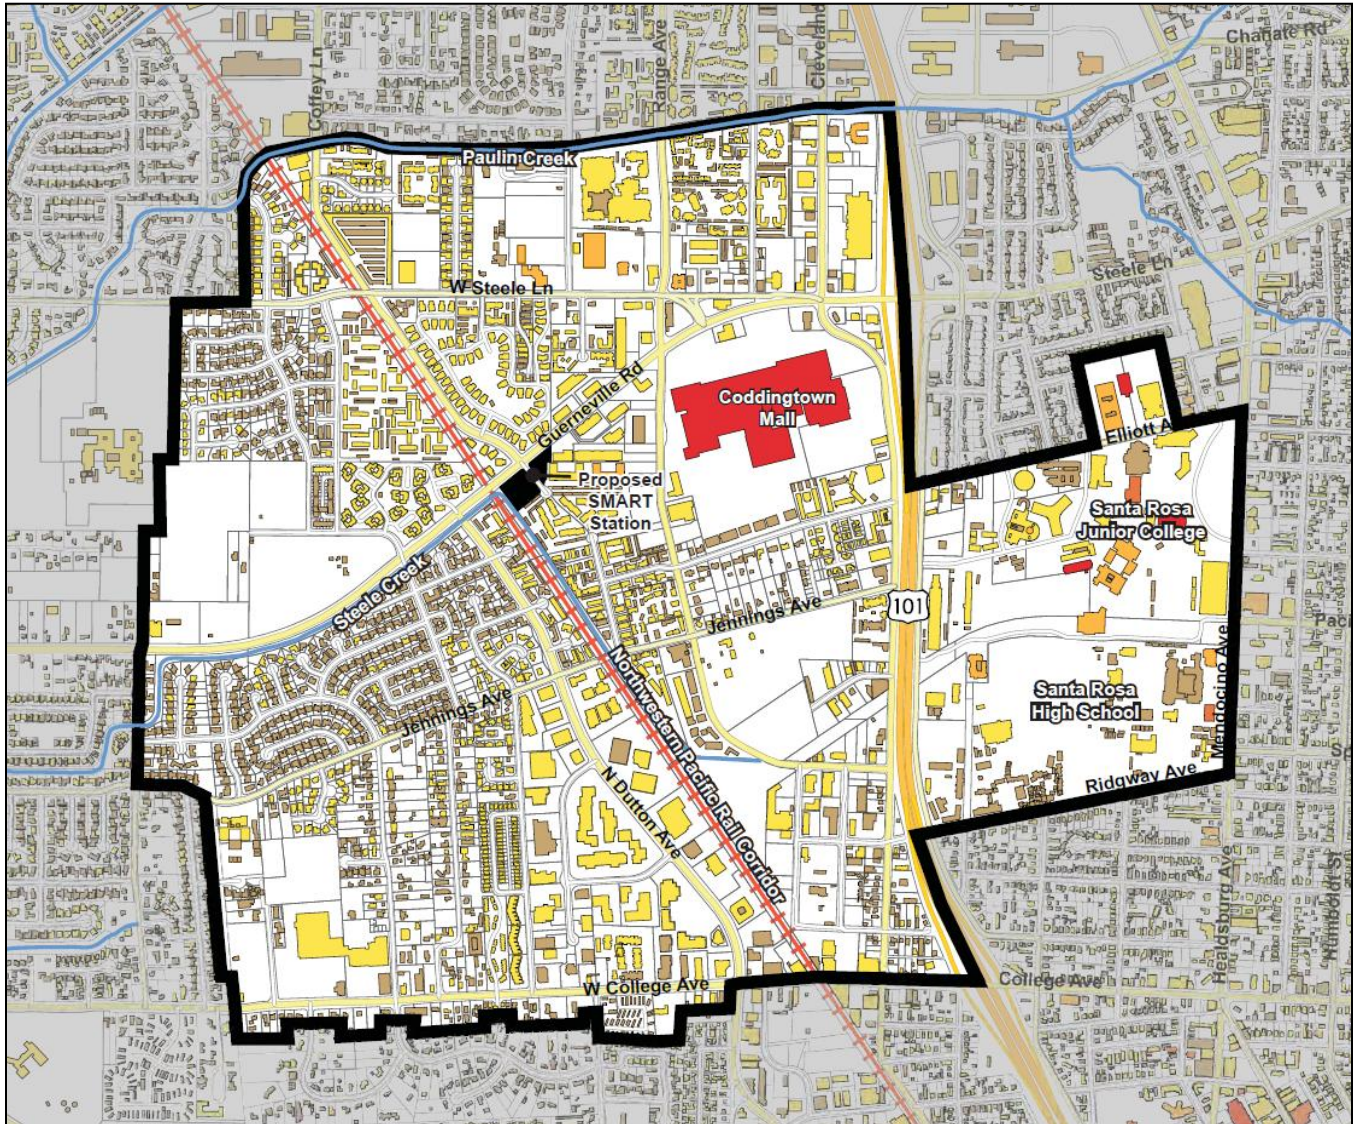 Chanate Rd
Coffey Ln
Range Ave
Cleveland
Paulin Creek
Steele Ln
W Steele Ln
Guerneville Rd
Coddingtown
Mall
Elliott A
Proposed
SMART
Station
Santa Rosa
Junior College
Steele Creek
101
Jennings Ave
Paci
Northwestern Pacific Rail Corridor
Jennings Ave
Santa Rosa
High School
Mendocino Ave
Sp
N Dutton Ave
Ridgway Ave
Healdsburg Ave
Humboldt St
W College Ave
College Ave